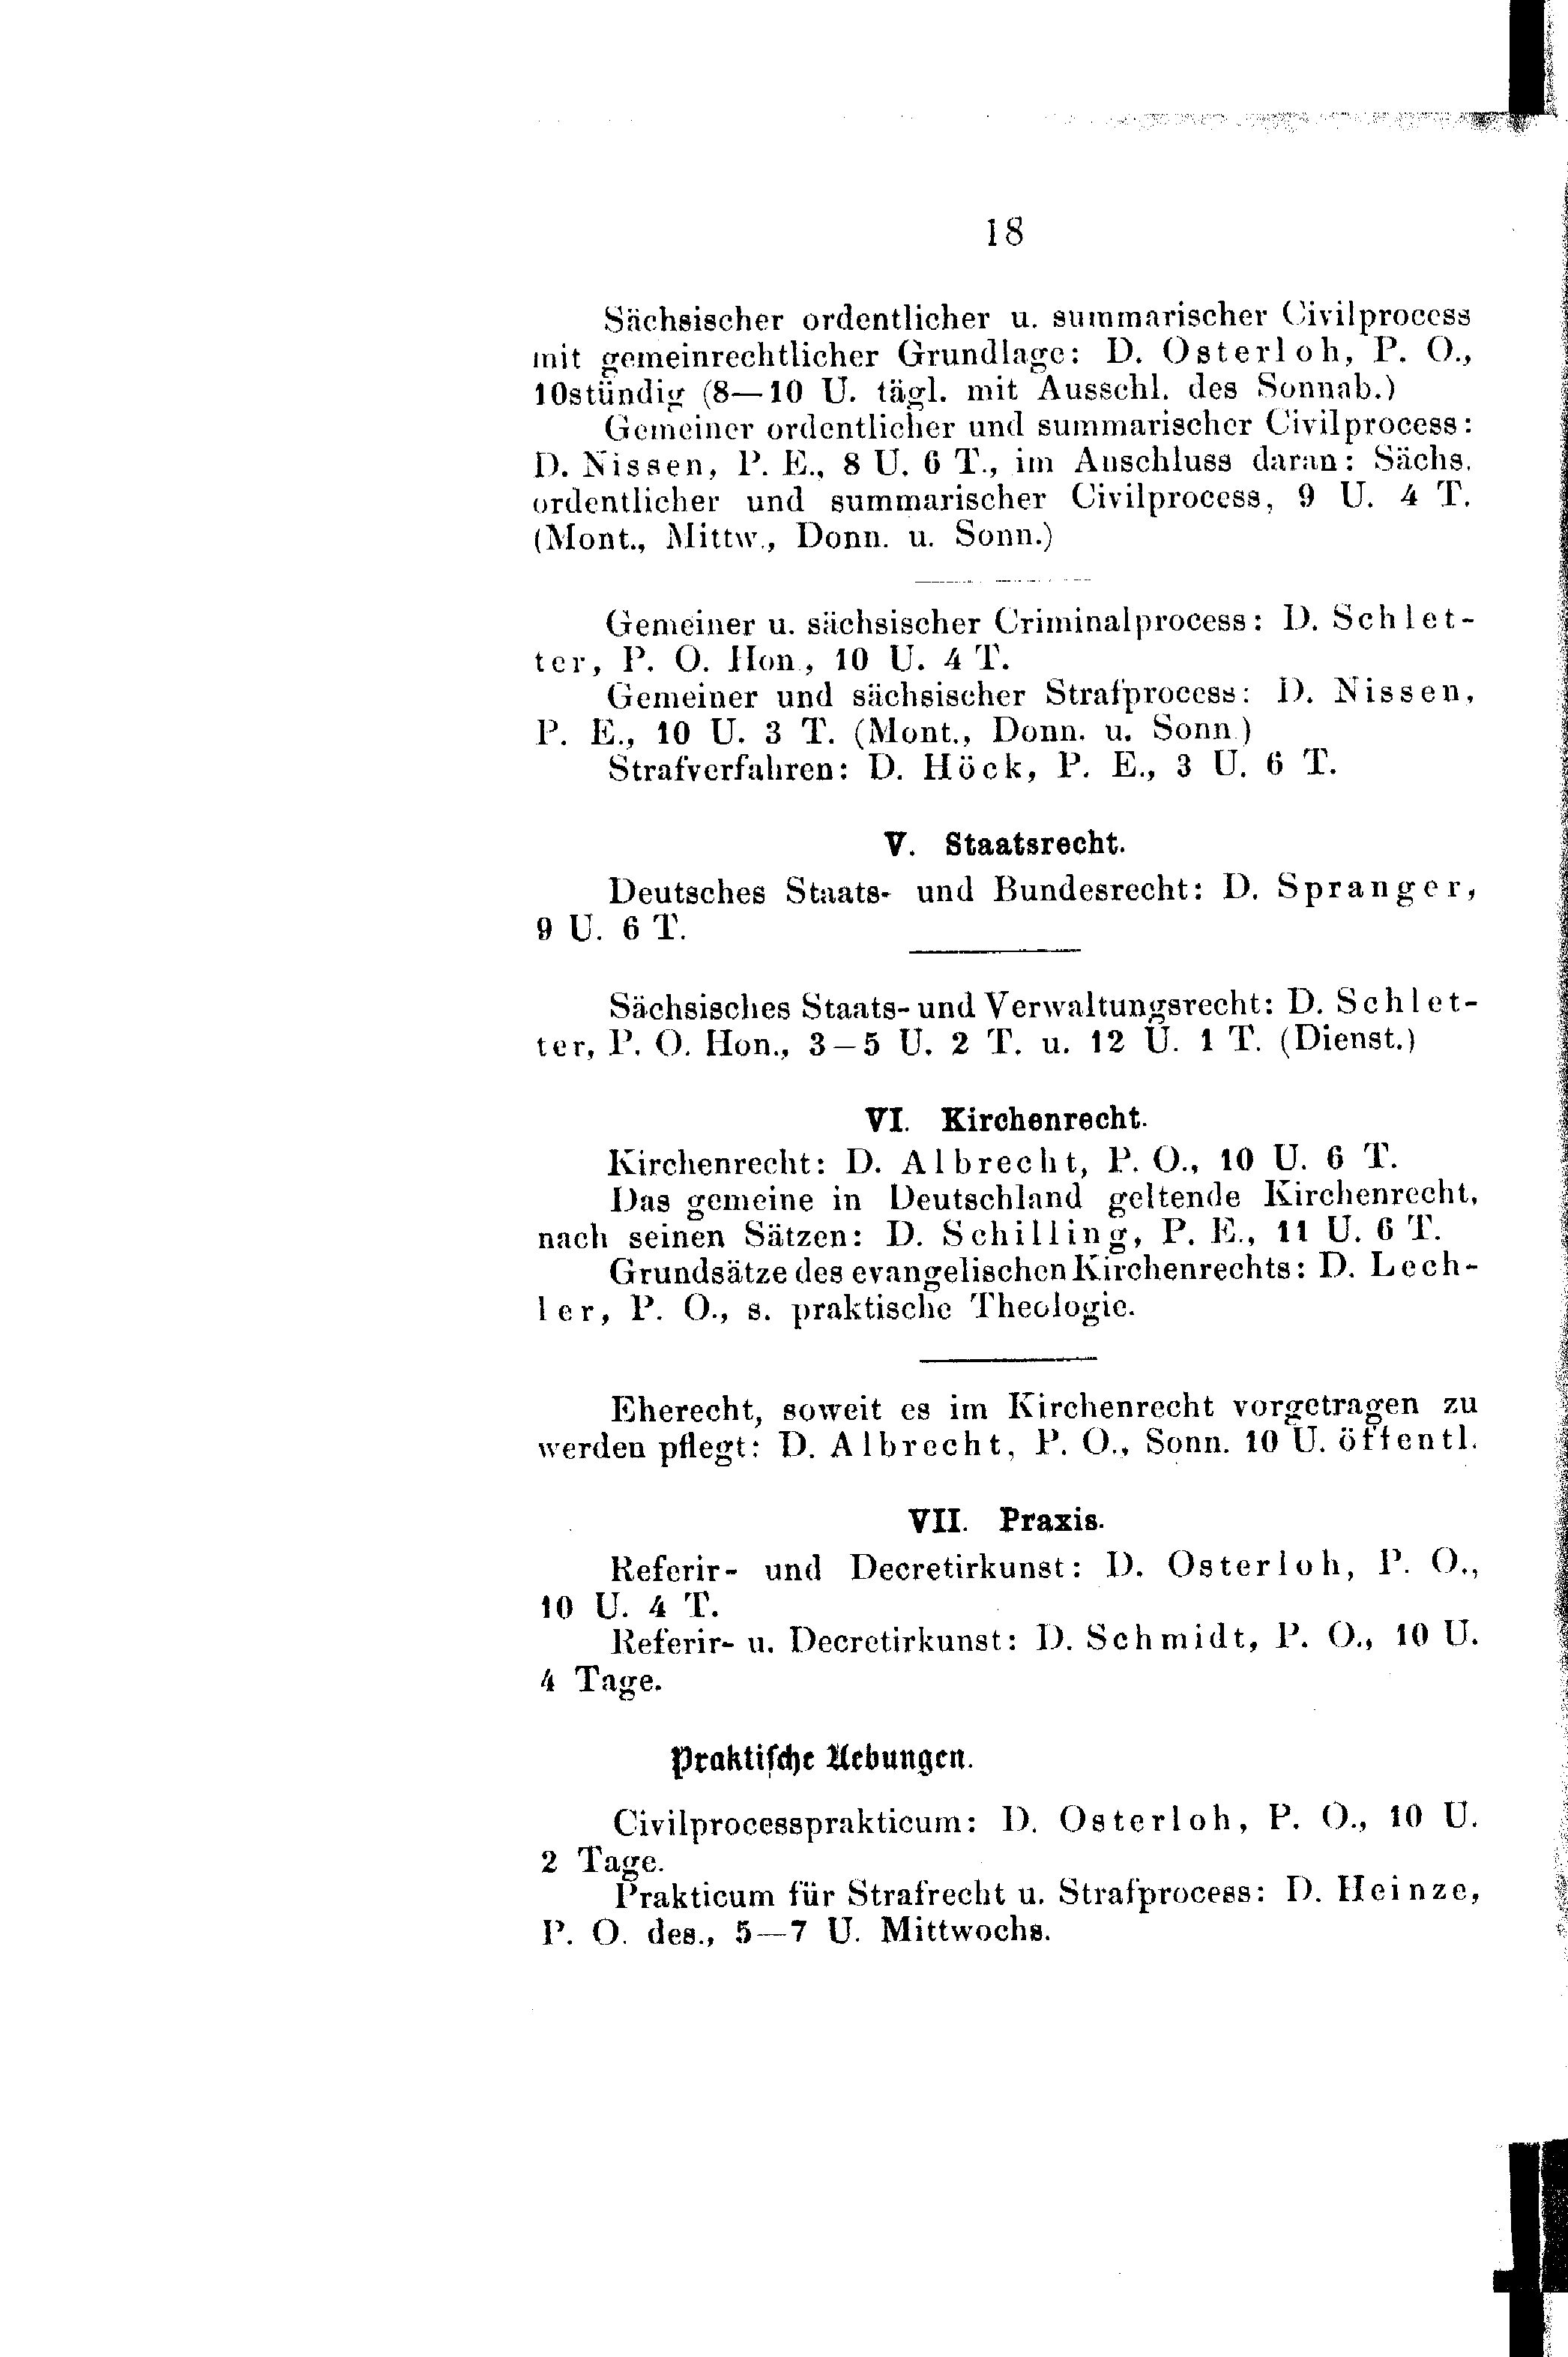 18
Sächsischer ordentlicher u. summarischer Civilprocess
mit gemeinrechtlicher Grundlage: D. Osterloh, P. O.,
10stündig (8—10 U. tägl. mit Ausschl. des Sonnab.)
Gemeiner ordentlicher und summarischer Civilprocess:
D. Nissen, P. E., 8 U. 6 T., im Anschluss daran: Sächs.
ordentlicher und summarischer Civilprocess, 9 U. 4 T.
(Mont., Mittw., Donn. u. Sonn.)
Gemeiner u. sächsischer Criminalprocess: D. Schlet-
ter, P. O. Hon., 10 U. 4 T.
Gemeiner und sächsischer Strafprocess: D. Nissen,
P. E., 10 U. 3 T. (Mont., Donn. u. Sonn.)
Strafverfahren: D. Höck, P. E., 3 U. 6 T.
V. Staatsrecht.
Deutsches Staats- und Bundesrecht: D. Spranger,
9 U. 6 T.
Sächsisches Staats- und Verwaltungsrecht: D. Schlet-
ter, P. O. Hon., 3–5 U. 2 T. u. 12 U. 1 T. (Dienst.)
VI. Kirchenrecht.
Kirchenrecht: D. Albrecht, P. O., 10 U. 6 T.
Das gemeine in Deutschland geltende Kirchenrecht,
nach seinen Sätzen: D. Schilling, P. E., 11 U. 6 T.
Grundsätze des evangelischen Kirchenrechts: D. Lech-
ler, P. O., s. praktische Theologie.
Eherecht, soweit es im Kirchenrecht vorgetragen zu
werden pflegt: D. Albrecht, P. O., Sonn. 10 U. öffentl.
VII. Praxis.
Referir- und Decretirkunst: D. Osterloh, P. O.,
10 U. 4 T.
Referir- u. Decretirkunst: D. Schmidt, P. O., 10 U.
4 Tage.
Praktiſche Uebungen.
Civilprocessprakticum: D. Osterloh, P. O., 10 U.
2 Tage.
Prakticum für Strafrecht u. Strafprocess: D. Heinze,
P. O. des., 5—7 U. Mittwochs.